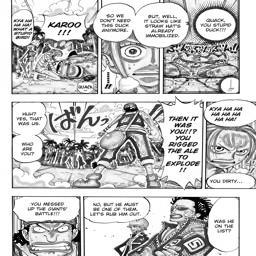 QUACK,
YOU STUPID
DUCK!!!
BUT, WELL,
IT LOOKS LIKE
STRAW HATS
ALREADY
IMMOBILIZED.
SO WE
DON'T NEED
THIS DUCK
ANYMORE.
KAROO
!!!
KYA HA
HA HA!
WHAT A
STUPID
BIRD!
QUACK
KYA HA HA
HA HA HA
HA!
YOU DIRTY...
THEN IT
WAS
YOU!!? YOU
RIGGED
THE ALE TO
EXPLODE
!!
ばんっ
HUH?
YES, THAT
WAS US.
WHO
ARE YOU?
WAS HE
ON THE
LIST?
NO, BUT HE MUST
BE ONE OF THEM.
LET'S RUB HIM OUT.
YOU MESSED
UP THE GIANTS'
BATTLE!!!